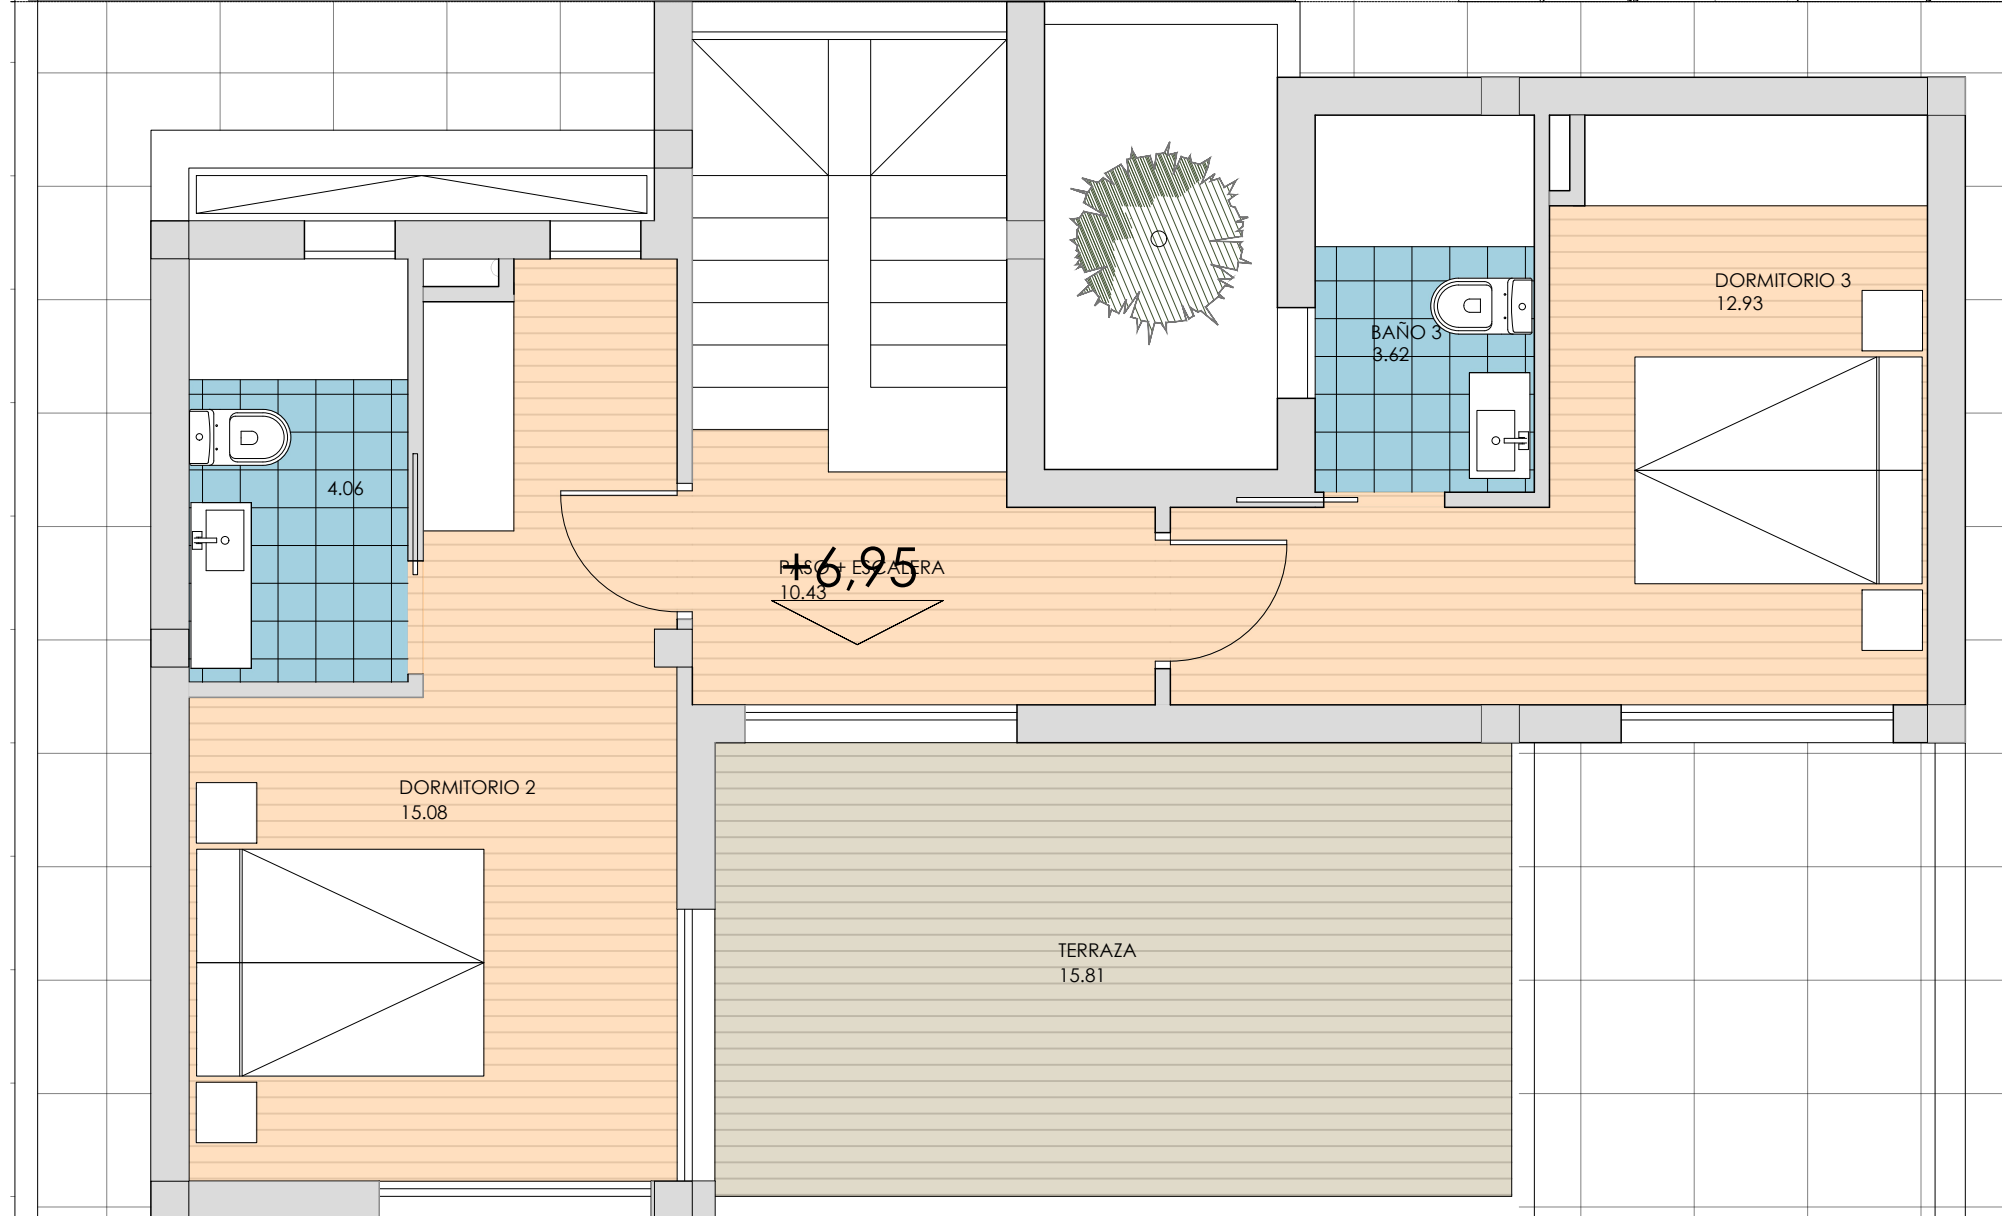 DORMITORIO 3
12.93
BAÑO 3
3.62
4.06
+6,95
PASO + ESCALERA
10.43
DORMITORIO 2
15.08
TERRAZA
15.81